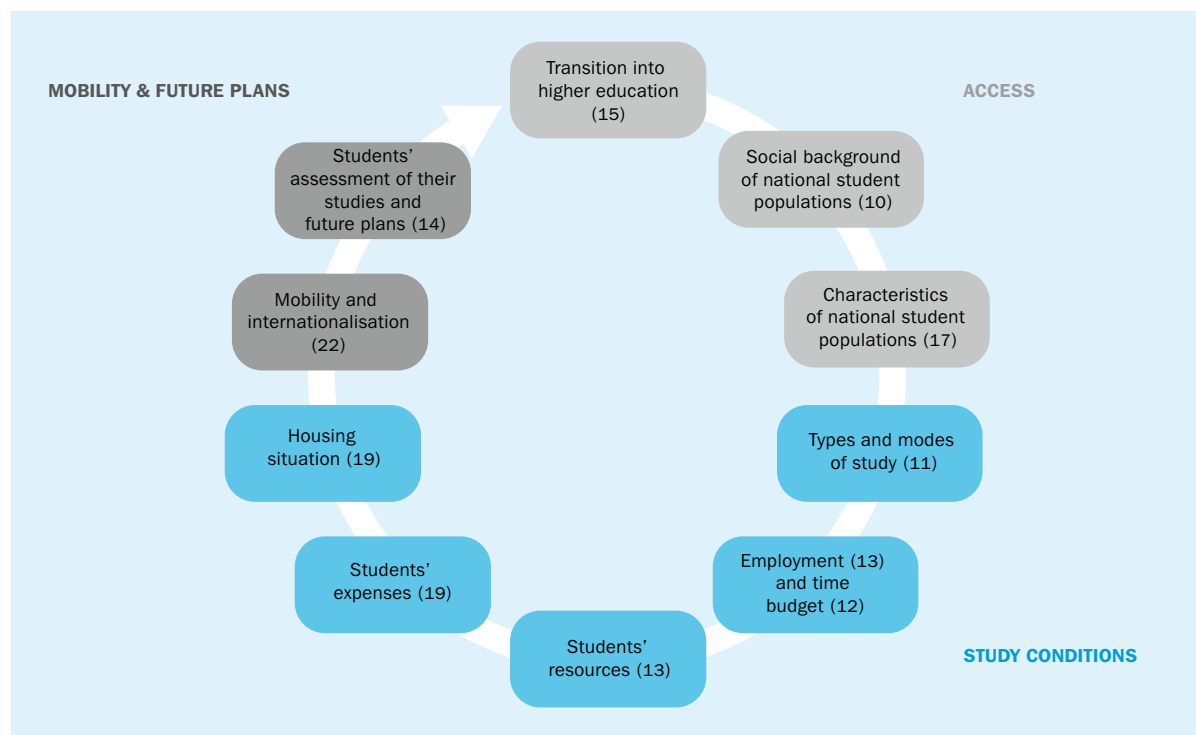 MOBILITY & FUTURE PLANS
ACCESS
Transition into
higher education
(15)
Social background
of national student
populations (10)
Characteristics
of national student
populations (17)
Types and modes
of study (11)
Employment (13)
and time
budget (12)
STUDY CONDITIONS
Students’
resources (13)
Students’
expenses (19)
Housing
situation (19)
Mobility and
internationalisation
(22)
Students’
assessment of their
studies and
future plans (14)